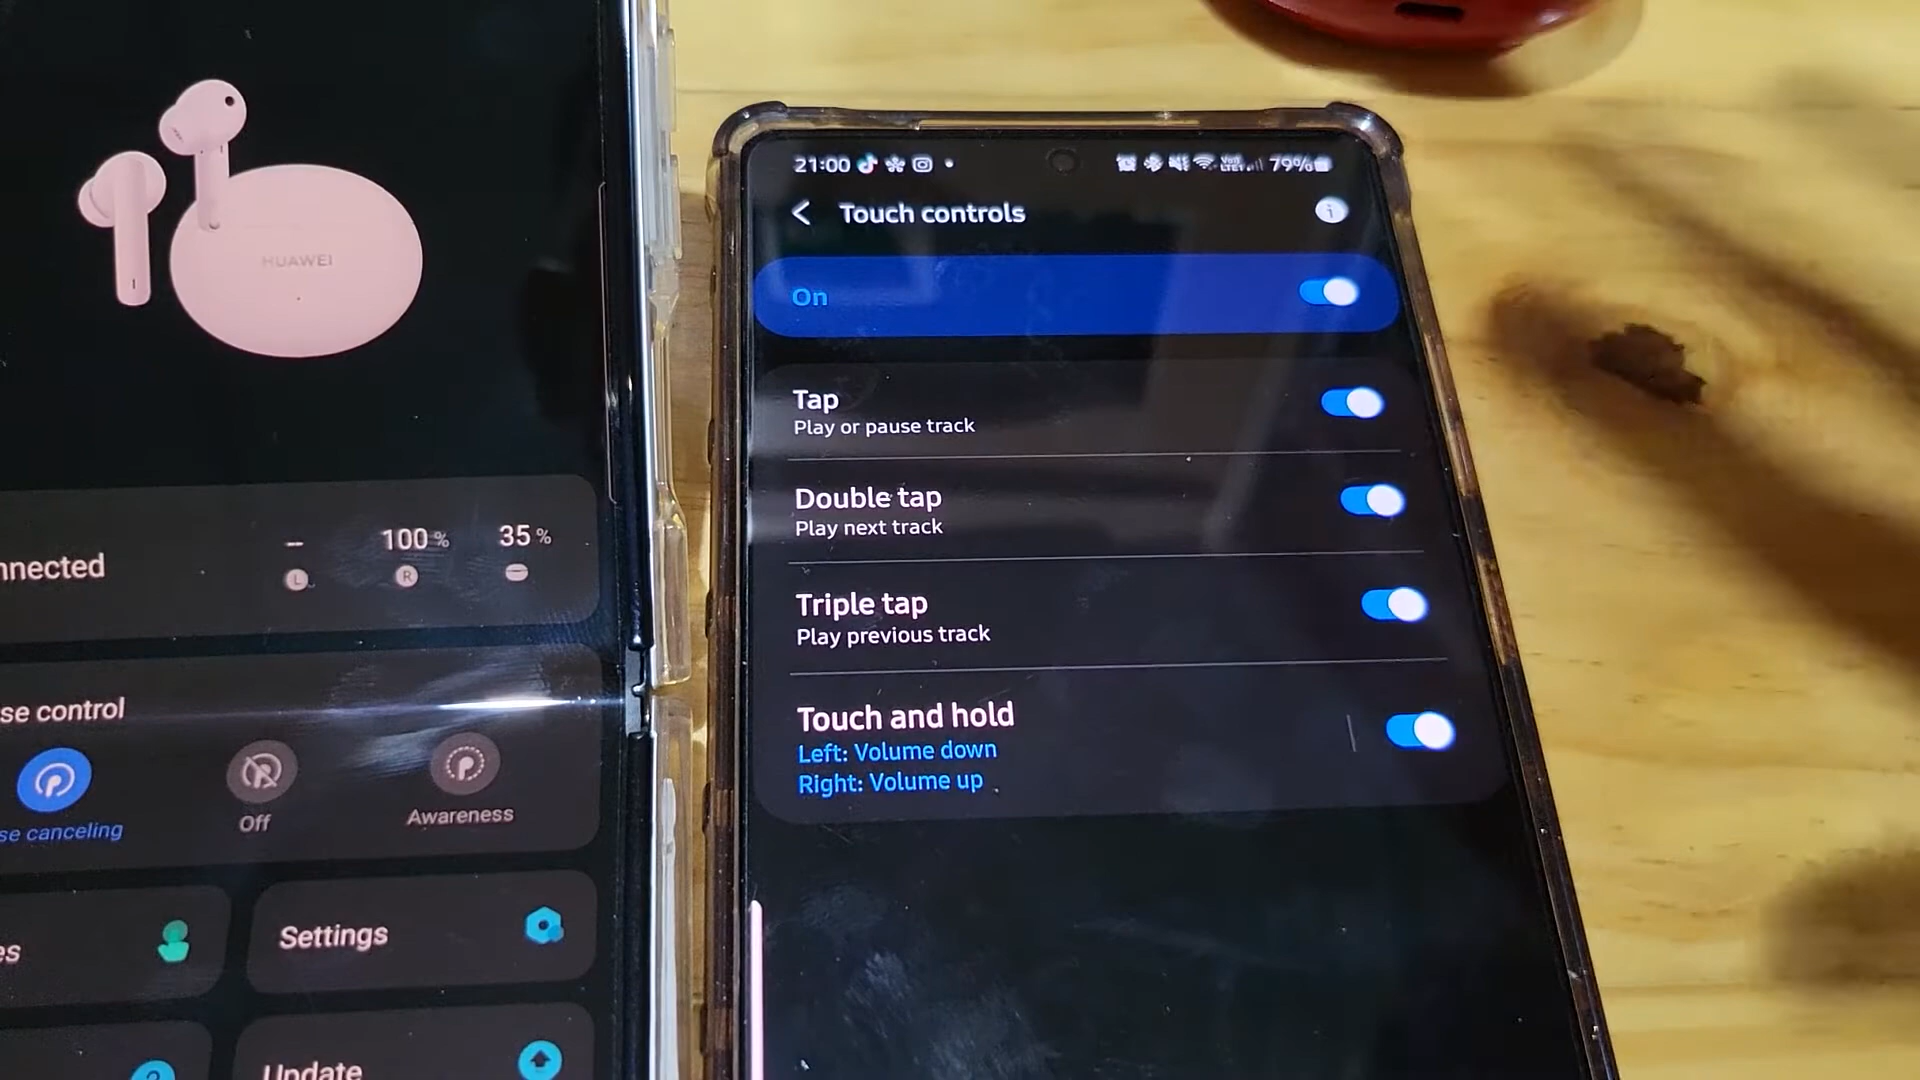 HUAWEI
nnected
-- 100 % 35 %
L R
se control
se canceling
Off
Awareness
es
Settings
Update
21:00 79%
Touch controls
On
Tap
Play or pause track
Double tap
Play next track
Triple tap
Play previous track
Touch and hold
Left: Volume down
Right: Volume up